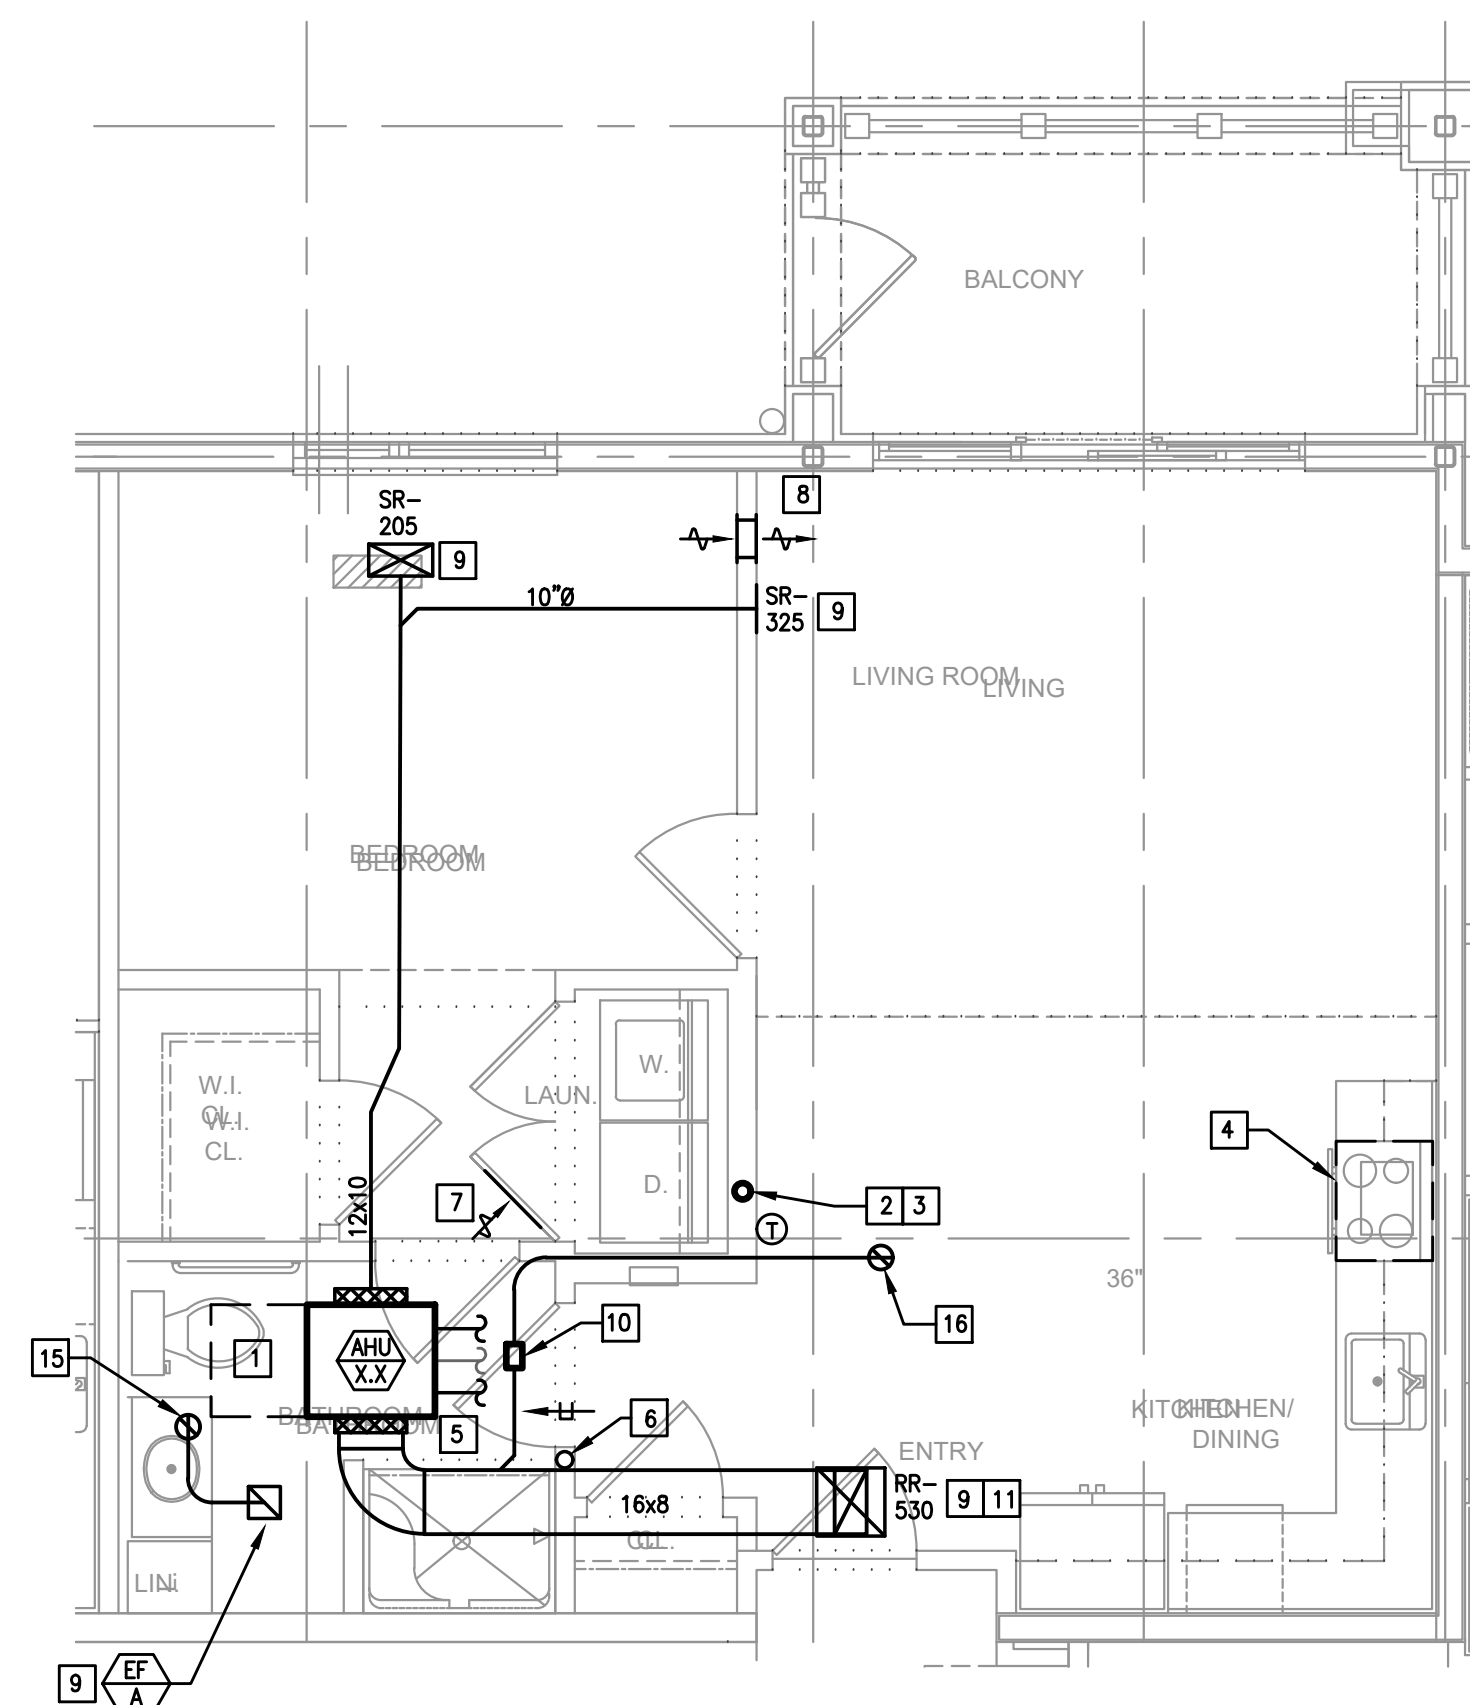 BALCONY
8
SR-
205
9
10"Ø
SR-
325
9
LIVING ROOM
LIVING
BEDROOM
BEDROOM
W.I.
CL.
W.I.
CL.
LAUN.
W.
D.
4
7
2 3
T
12x10
36"
1
AHU
X.X
10
16
15
BATHROOM
BATHROOM
5
6
KITCHEN
KITCHEN/
DINING
ENTRY
16x8
RR-
530
9 11
CL.
LIN.
9
EF
A